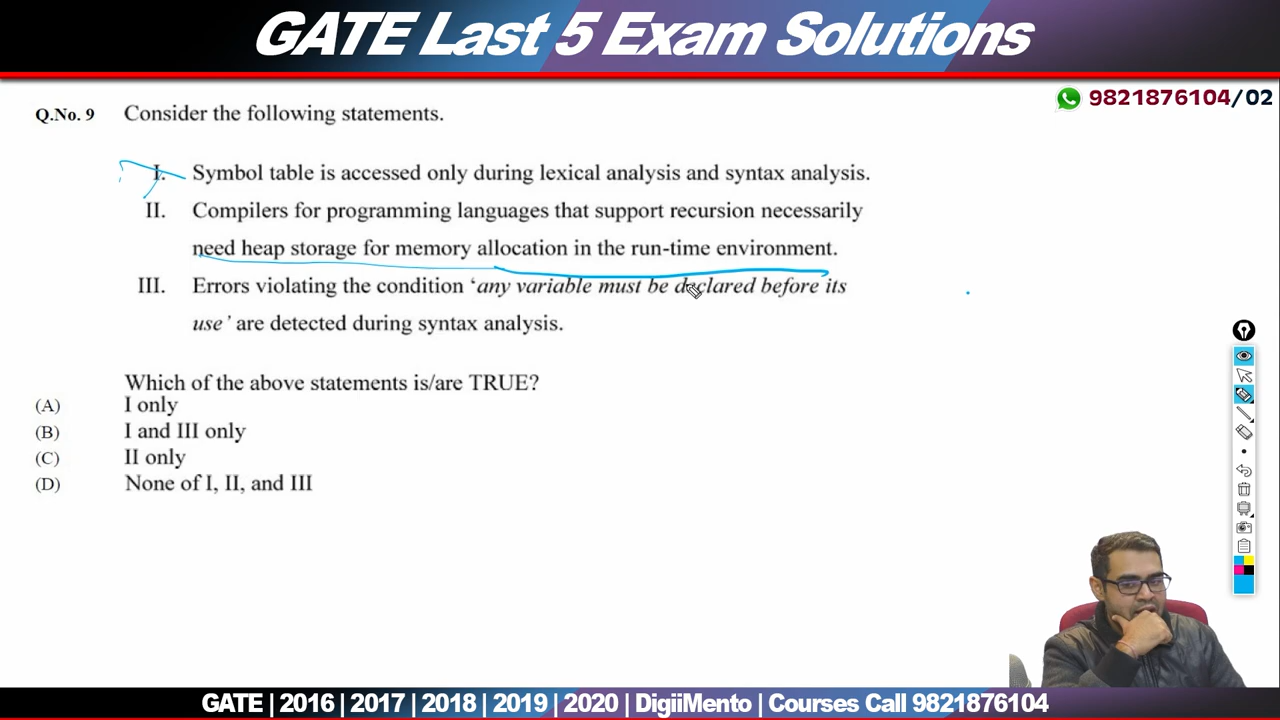 GATE Last 5 Exam Solutions
9821876104/02
Q.No. 9 Consider the following statements.
I. Symbol table is accessed only during lexical analysis and syntax analysis.
II. Compilers for programming languages that support recursion necessarily
need heap storage for memory allocation in the run-time environment.
III. Errors violating the condition ‘any variable must be declared before its
use’ are detected during syntax analysis.
Which of the above statements is/are TRUE?
(A) I only
(B) I and III only
(C) II only
(D) None of I, II, and III
GATE | 2016 | 2017 | 2018 | 2019 | 2020 | DigiiMento | Courses Call 9821876104